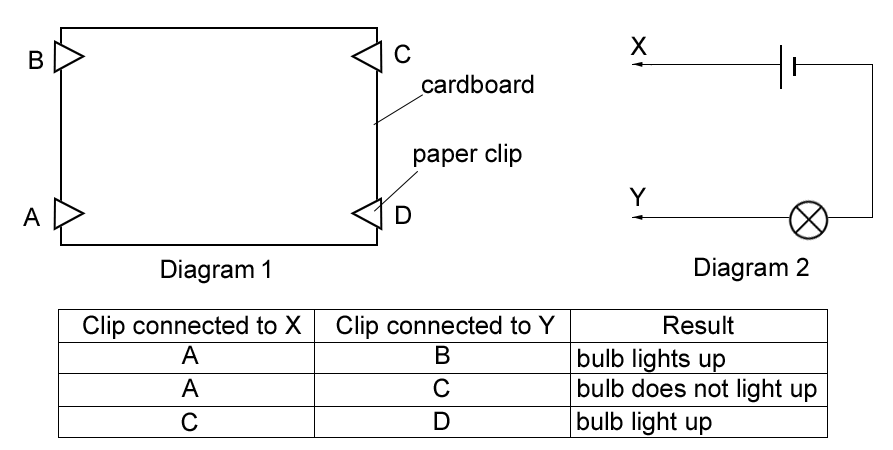 B
C
X
cardboard
paper clip
A
D
Y
Diagram 1
Diagram 2
Clip connected to X Clip connected to Y Result
A B bulb lights up
A C bulb does not light up
C D bulb light up